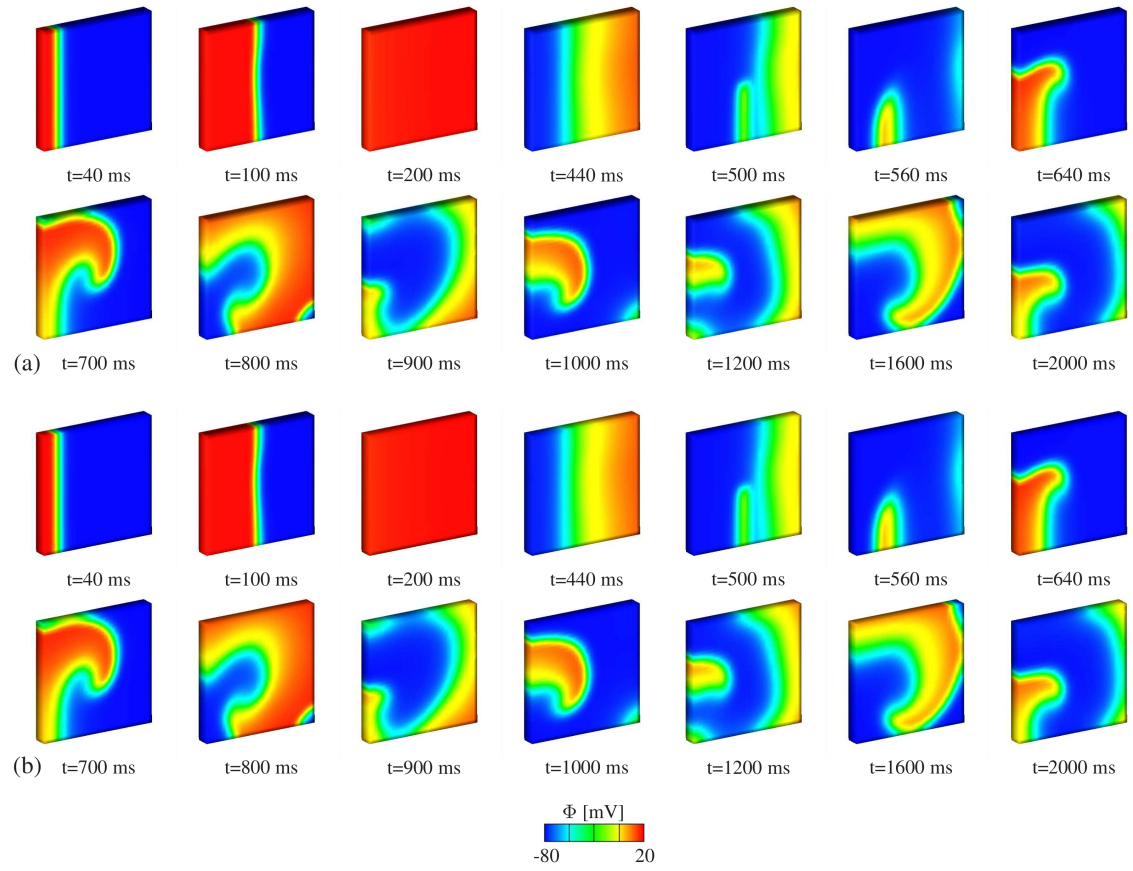 t=40 ms t=100 ms t=200 ms t=440 ms t=500 ms t=560 ms t=640 ms
(a) t=700 ms t=800 ms t=900 ms t=1000 ms t=1200 ms t=1600 ms t=2000 ms
t=40 ms t=100 ms t=200 ms t=440 ms t=500 ms t=560 ms t=640 ms
(b) t=700 ms t=800 ms t=900 ms t=1000 ms t=1200 ms t=1600 ms t=2000 ms
Φ [mV]
-80 20